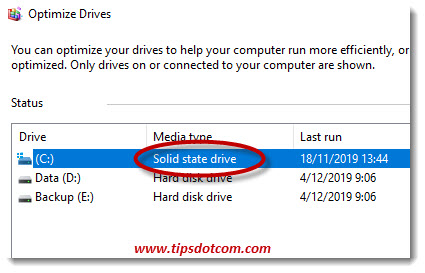 Optimize Drives
You can optimize your drives to help your computer run more efficiently, or
optimized. Only drives on or connected to your computer are shown.
Status
Drive Media type Last run
(C:) Solid state drive 18/11/2019 13:44
Data (D:) Hard disk drive 4/12/2019 9:06
Backup (E:) Hard disk drive 4/12/2019 9:06
www.tipsdotcom.com